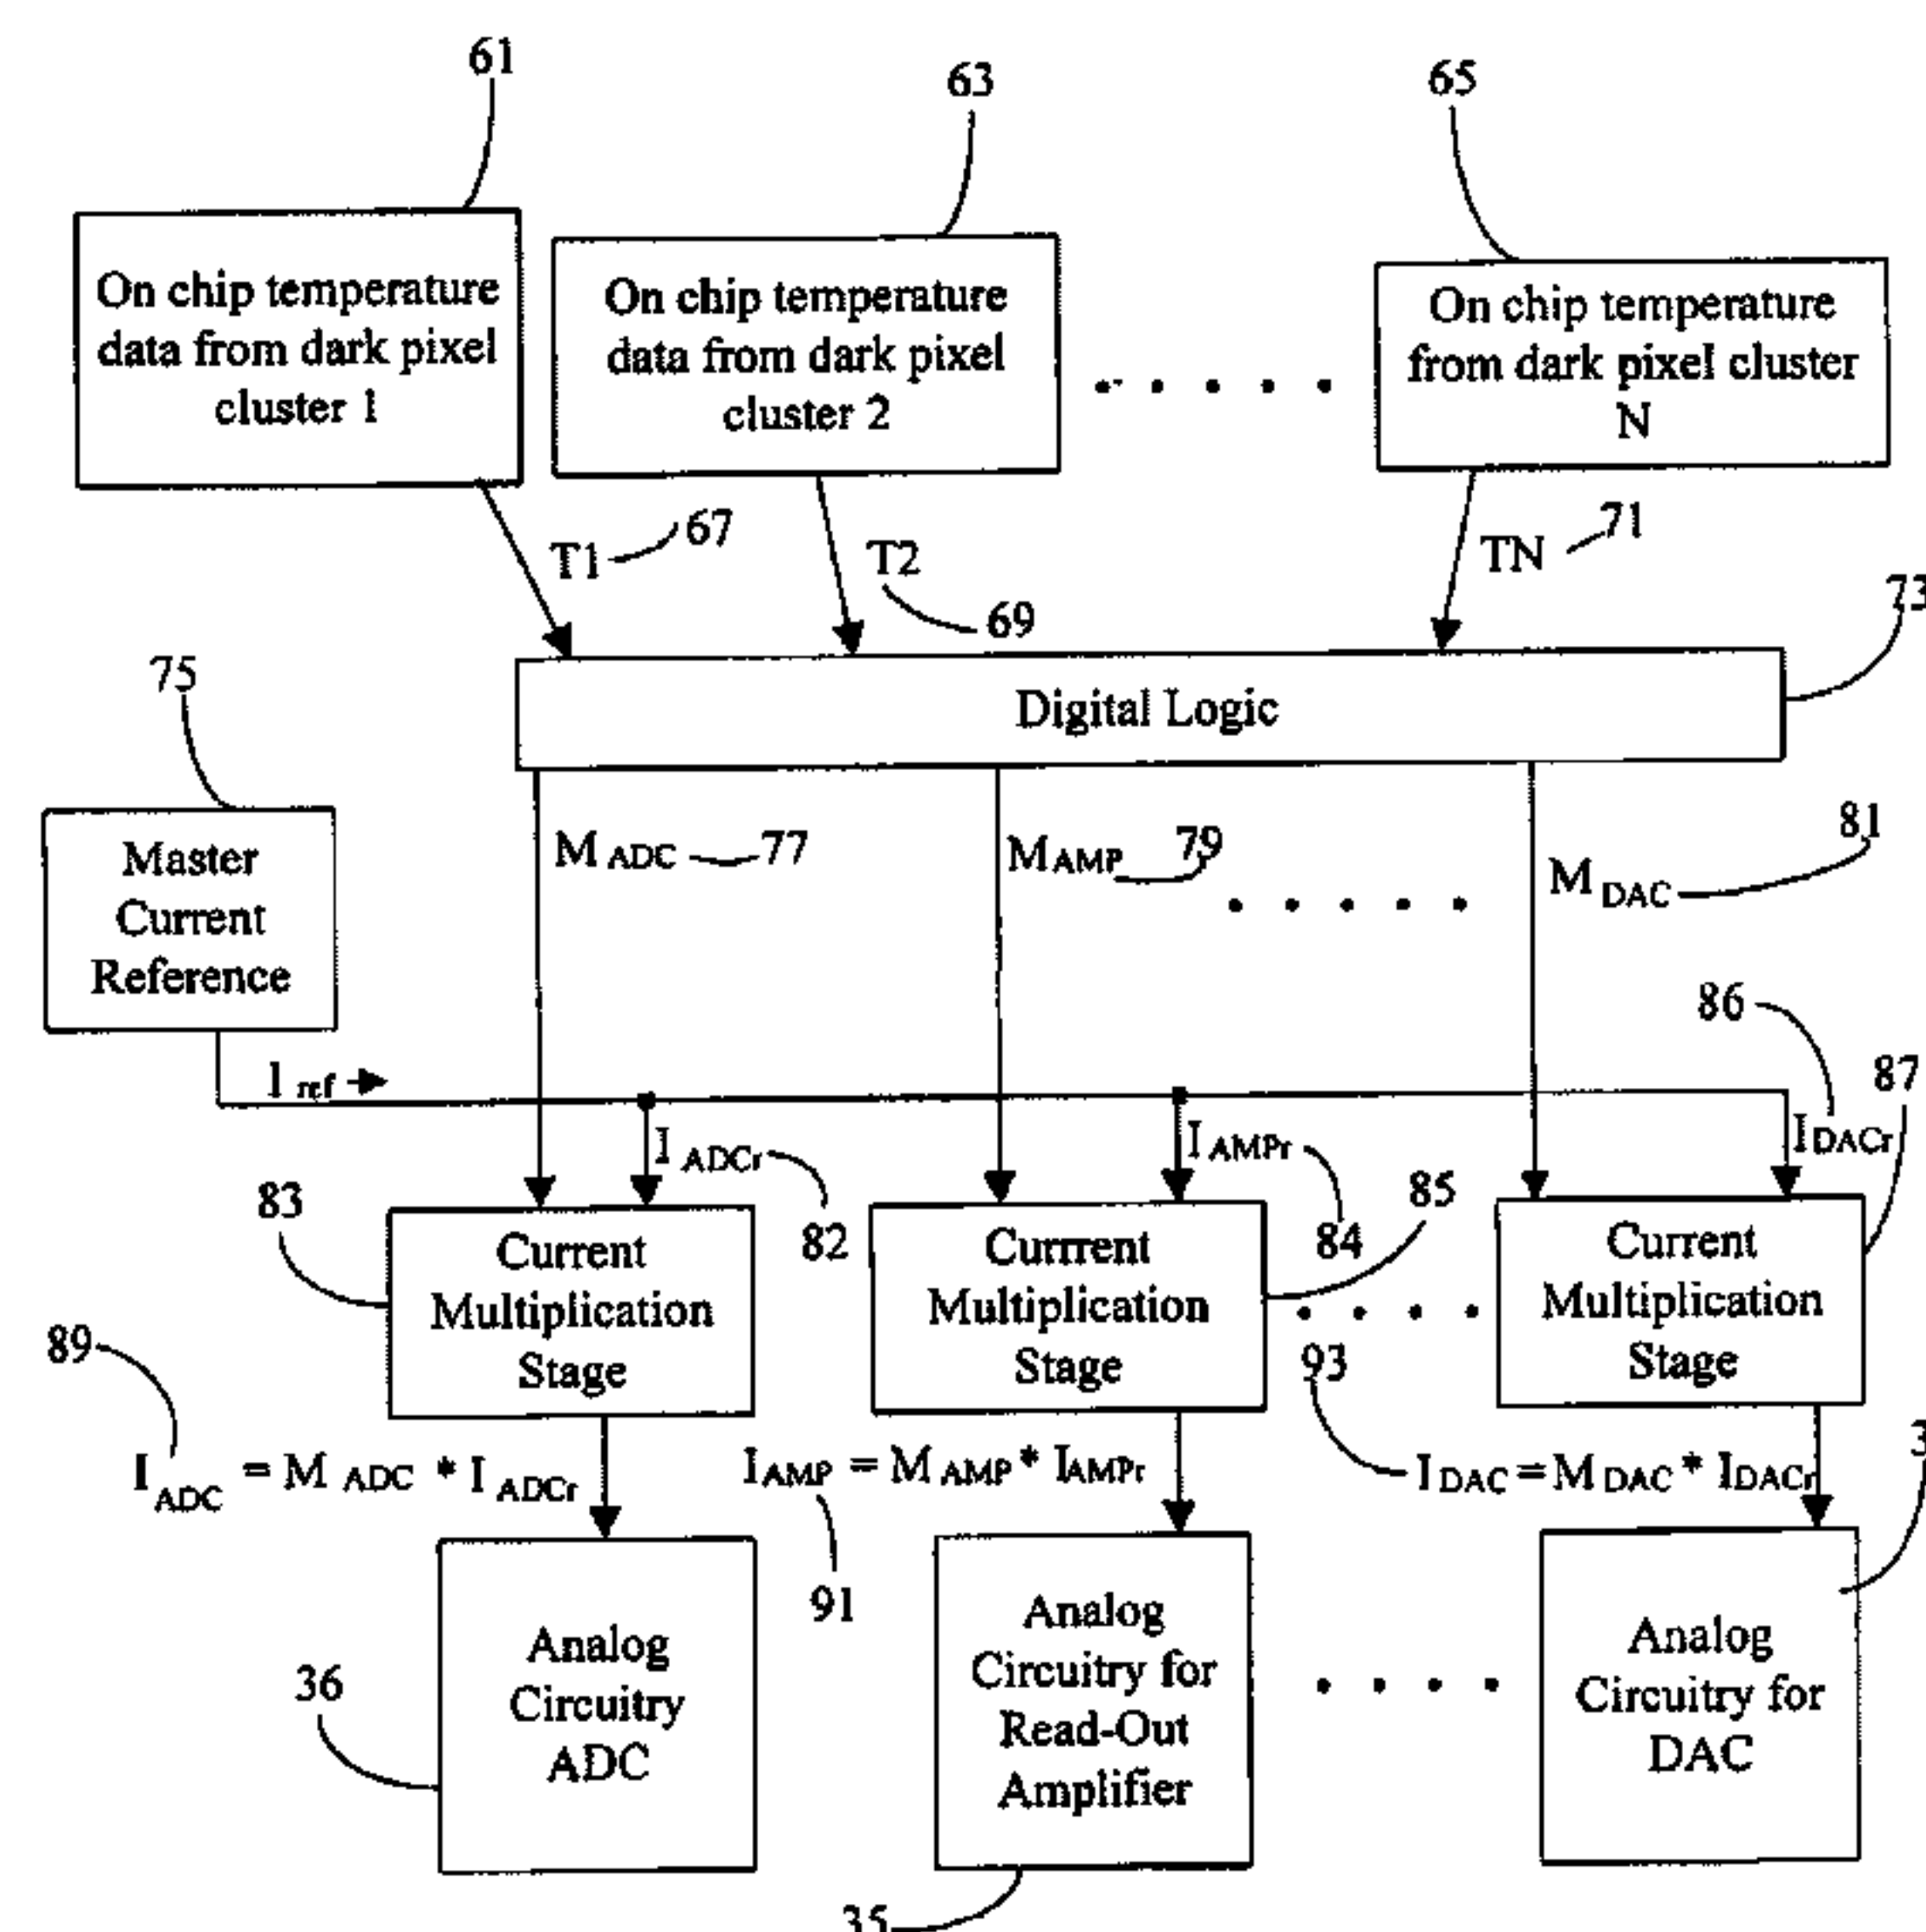 61
63
65
On chip temperature
data from dark pixel
cluster 1
On chip temperature
data from dark pixel
cluster 2
On chip temperature
from dark pixel cluster
N
T1
67
T2
69
TN
71
73
Digital Logic
75
Master
Current
Reference
M ADC
77
MAMP
79
M DAC
81
I ref
I ADCr
82
I AMPr
84
86
I DACr
87
83
85
Current
Multiplication
Stage
Currrent
Multiplication
Stage
Current
Multiplication
Stage
89
93
I ADC = M ADC * I ADCr
I AMP = M AMP * IAMPr
I DAC = M DAC * IDACr
91
36
Analog
Circuitry
ADC
Analog
Circuitry for
Read-Out
Amplifier
Analog
Circuitry for
DAC
35